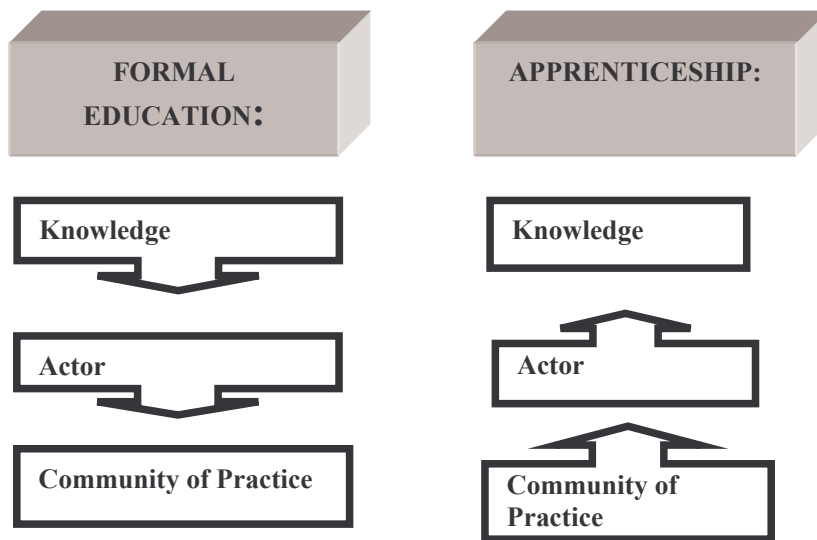 FORMAL
EDUCATION:
Knowledge
Actor
Community of Practice
APPRENTICESHIP:
Knowledge
Actor
Community of
Practice